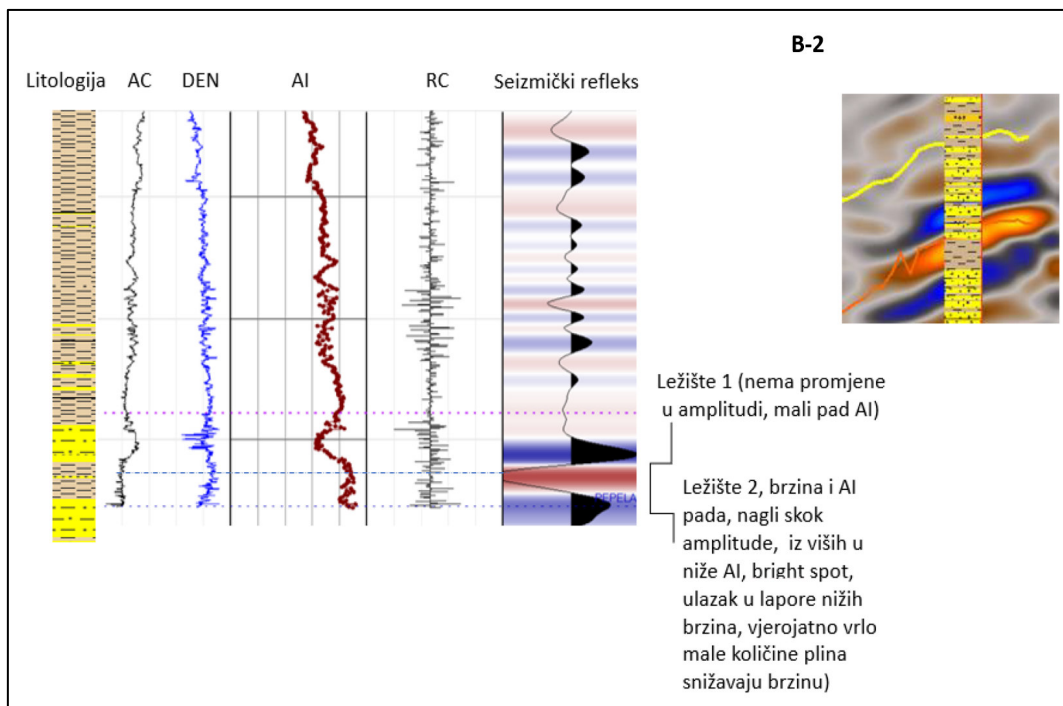 B-2
Litologija AC DEN AI RC Seizmički refleks
Ležište 1 (nema promjene
u amplitudi, mali pad AI)
REPELA
Ležište 2, brzina i AI
pada, nagli skok
amplitude, iz viših u
niže AI, bright spot,
ulazak u lapore nižih
brzina, vjerojatno vrlo
male količine plina
snižavaju brzinu)